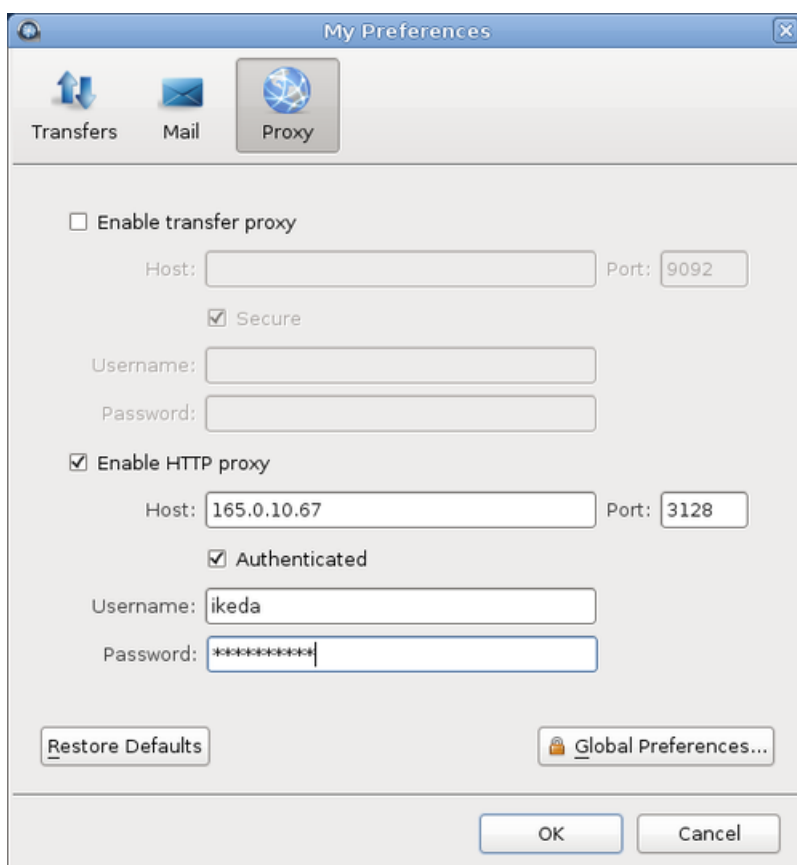 My Preferences
Transfers Mail Proxy
Enable transfer proxy
Host: Port: 9092
Secure
Username:
Password:
Enable HTTP proxy
Host: 165.0.10.67 Port: 3128
Authenticated
Username: ikeda
Password: ***********
Restore Defaults Global Preferences...
OK Cancel